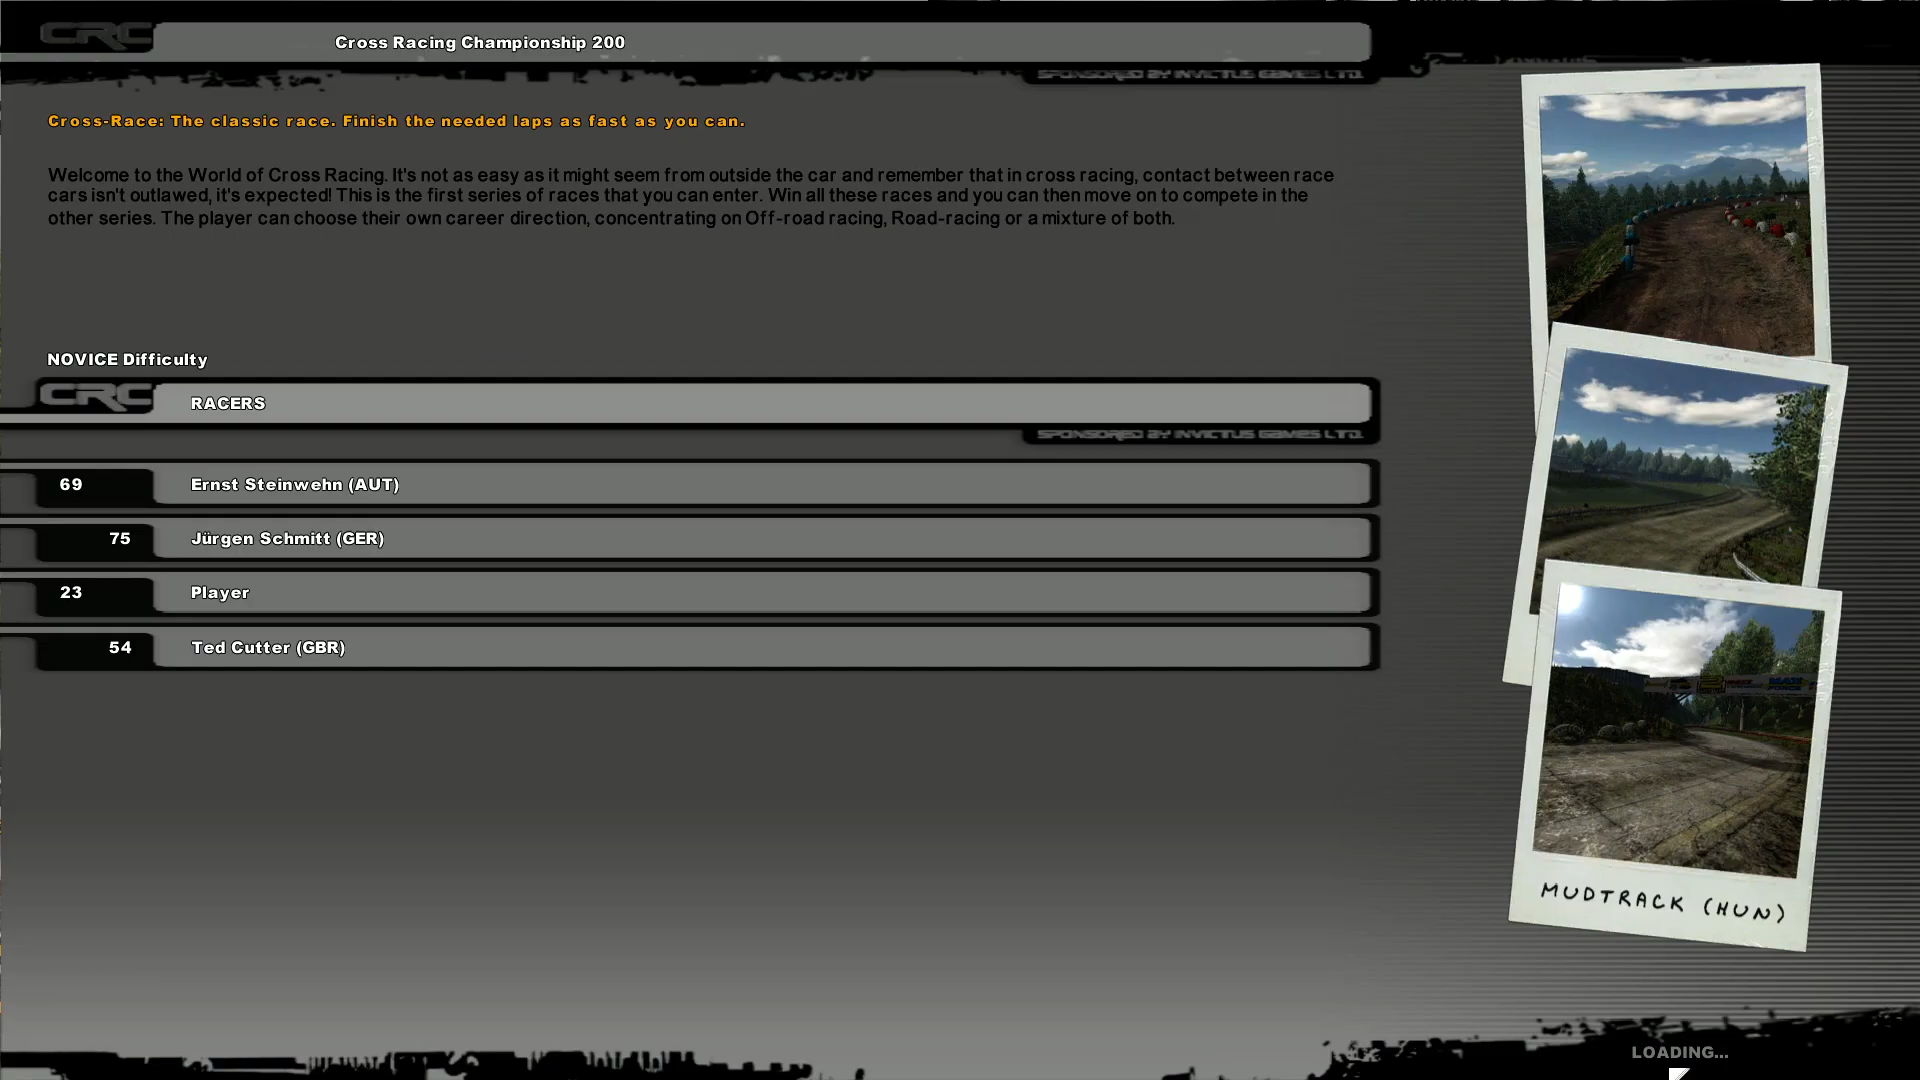 CRC
Cross Racing Championship 200
SPONSORED BY INVICTUS GAMES LTD.
Cross-Race: The classic race. Finish the needed laps as fast as you can.
Welcome to the World of Cross Racing. It's not as easy as it might seem from outside the car and remember that in cross racing, contact between race
cars isn't outlawed, it's expected! This is the first series of races that you can enter. Win all these races and you can then move on to compete in the
other series. The player can choose their own career direction, concentrating on Off-road racing, Road-racing or a mixture of both.
NOVICE Difficulty
CRC
RACERS
SPONSORED BY INVICTUS GAMES LTD.
69 Ernst Steinwehn (AUT)
75 Jürgen Schmitt (GER)
23 Player
54 Ted Cutter (GBR)
MUDTRACK (HUN)
LOADING...